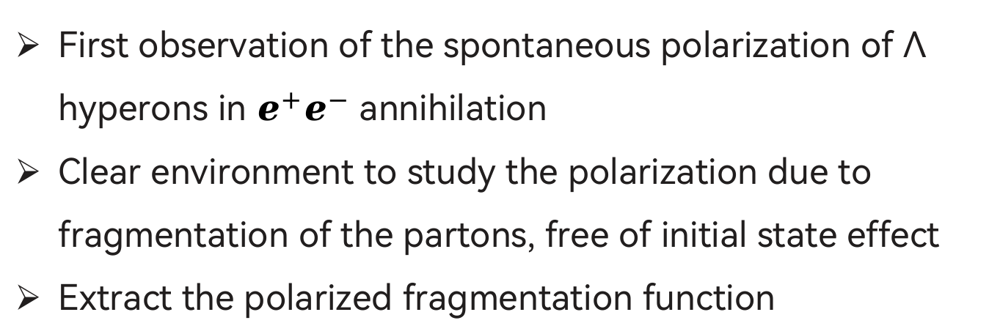 ➢ First observation of the spontaneous polarization of Λ
hyperons in e⁺e⁻ annihilation
➢ Clear environment to study the polarization due to
fragmentation of the partons, free of initial state effect
➢ Extract the polarized fragmentation function